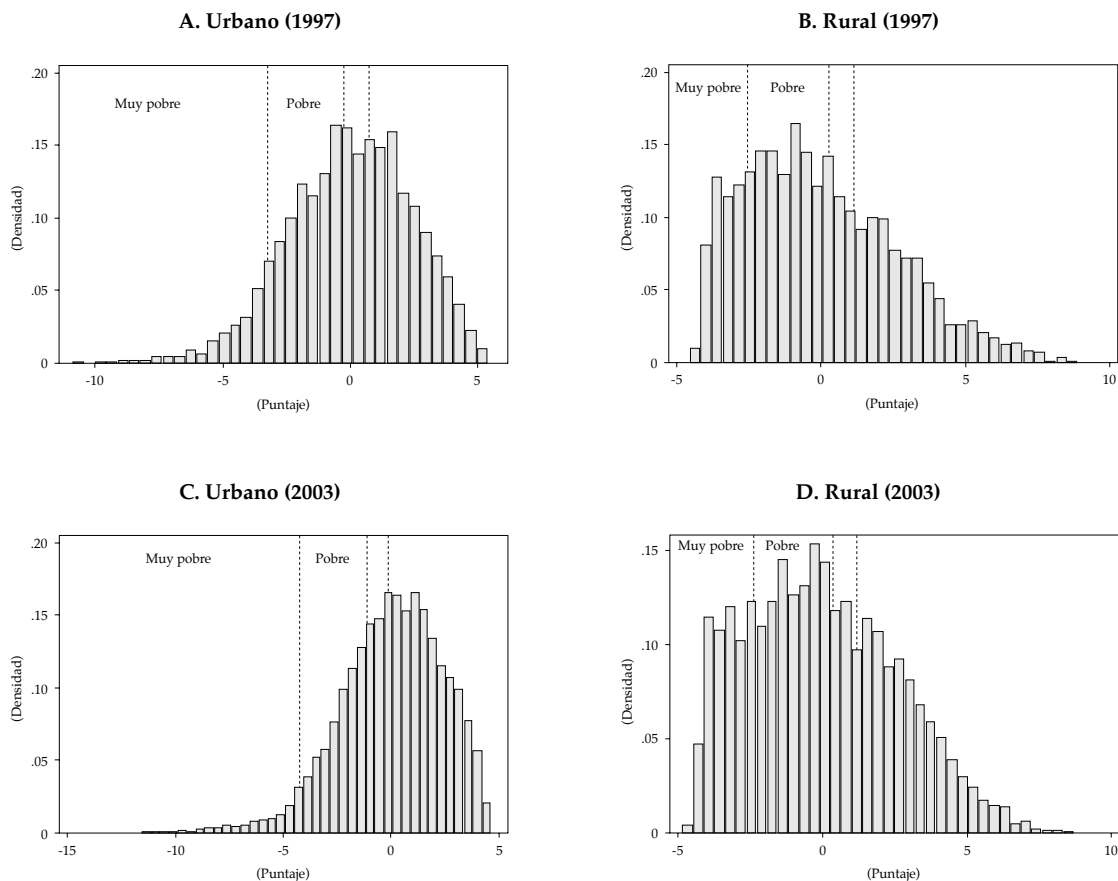 A. Urbano (1997)
.20
.15
.10
.05
0
(Densidad)
Muy pobre
Pobre
-10
-5
0
5
(Puntaje)
B. Rural (1997)
.20
.15
.10
.05
0
(Densidad)
Muy pobre
Pobre
-5
0
5
10
(Puntaje)
C. Urbano (2003)
.20
.15
.10
.05
0
(Densidad)
Muy pobre
Pobre
-15
-10
-5
0
5
(Puntaje)
D. Rural (2003)
.15
.10
.05
0
(Densidad)
Muy pobre
Pobre
-5
0
5
10
(Puntaje)